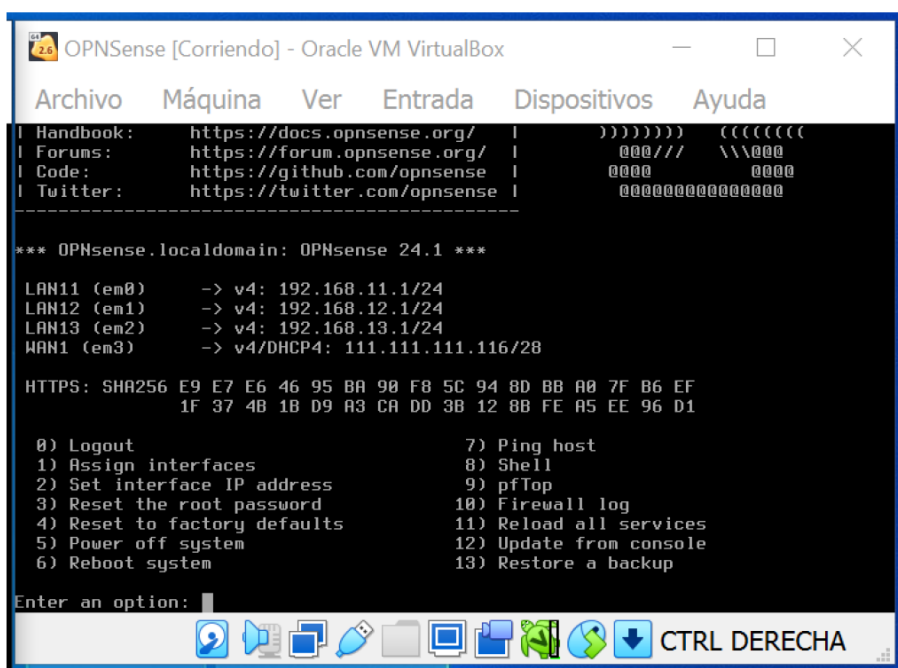 64
2.6
OPNSense [Corriendo] - Oracle VM VirtualBox
Archivo Máquina Ver Entrada Dispositivos Ayuda
| Handbook: https://docs.opnsense.org/ | )))))))) ((((((((
| Forums: https://forum.opnsense.org/ | @@@/// \\\@@@
| Code: https://github.com/opnsense | @@@@ @@@@
| Twitter: https://twitter.com/opnsense | @@@@@@@@@@@@@@@
----------------------------------------------
*** OPNsense.localdomain: OPNsense 24.1 ***
LAN11 (em0) -> v4: 192.168.11.1/24
LAN12 (em1) -> v4: 192.168.12.1/24
LAN13 (em2) -> v4: 192.168.13.1/24
WAN1 (em3) -> v4/DHCP4: 111.111.111.116/28
HTTPS: SHA256 E9 E7 E6 46 95 BA 90 F8 5C 94 8D BB A0 7F B6 EF
1F 37 4B 1B D9 A3 CA DD 3B 12 8B FE A5 EE 96 D1
0) Logout 7) Ping host
1) Assign interfaces 8) Shell
2) Set interface IP address 9) pfTop
3) Reset the root password 10) Firewall log
4) Reset to factory defaults 11) Reload all services
5) Power off system 12) Update from console
6) Reboot system 13) Restore a backup
Enter an option:
CTRL DERECHA